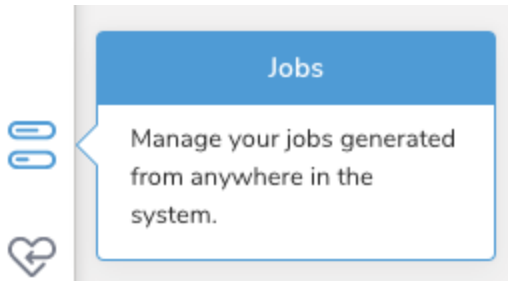 Jobs
Manage your jobs generated
from anywhere in the
system.